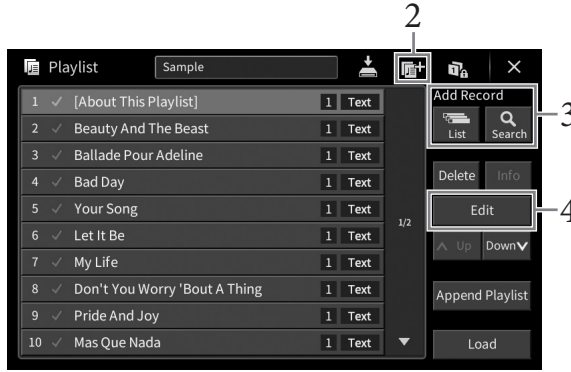 2
Playlist Sample
Add Record
List Search
3
1 [About This Playlist] 1 Text
2 Beauty And The Beast 1 Text
3 Ballade Pour Adeline 1 Text
4 Bad Day 1 Text
5 Your Song 1 Text
6 Let It Be 1 Text
7 My Life 1 Text
8 Don't You Worry 'Bout A Thing 1 Text
9 Pride And Joy 1 Text
10 Mas Que Nada 1 Text
1/2
Delete Info
Edit
4
Up Down
Append Playlist
Load